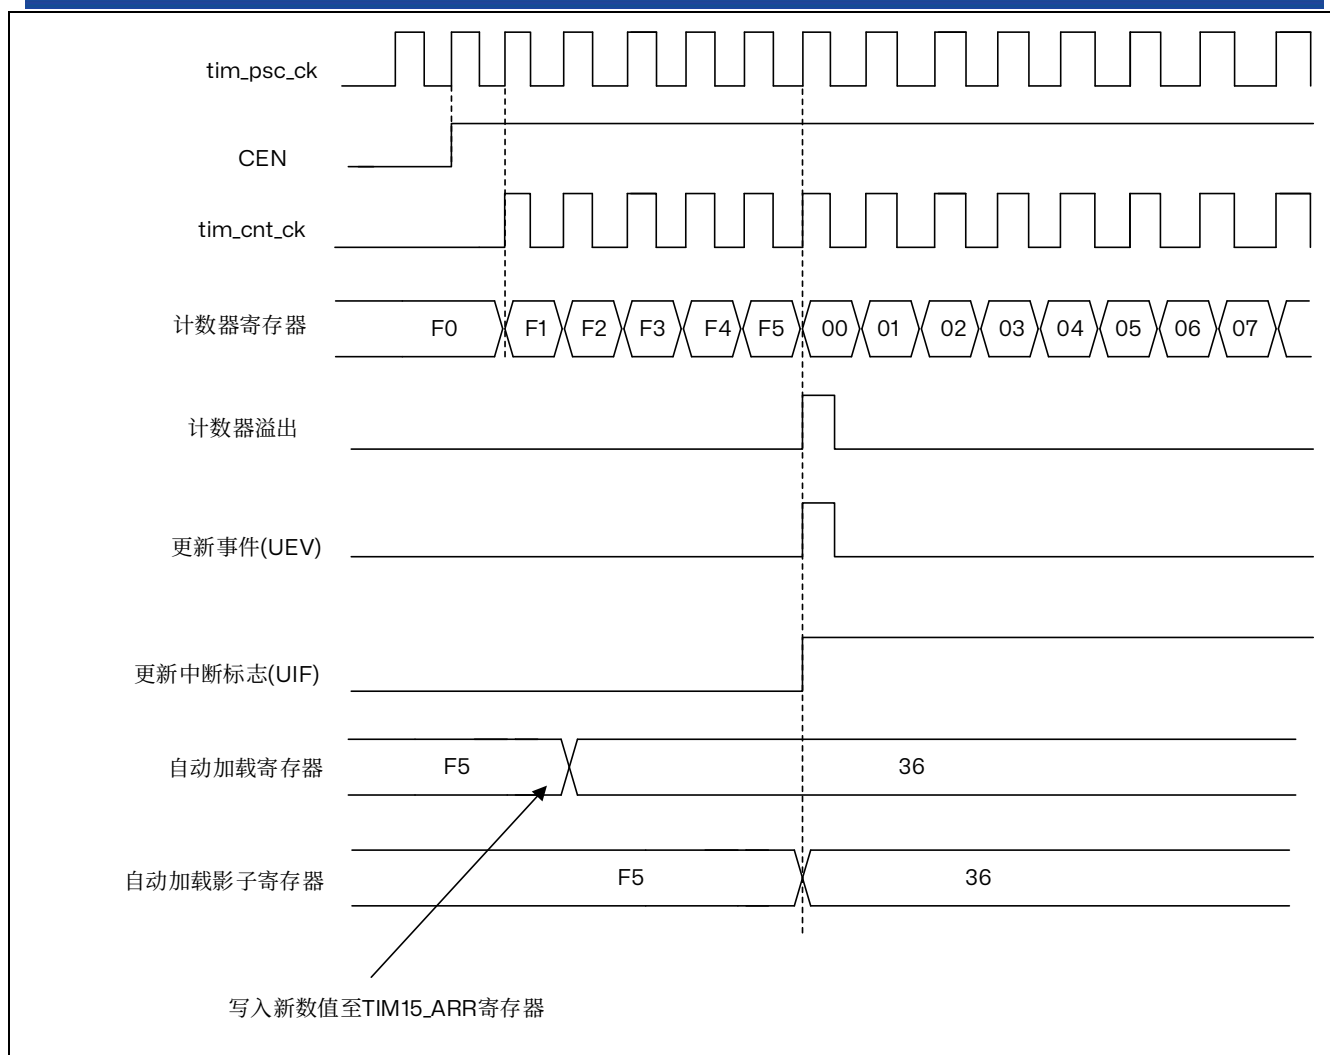 tim_psc_ck
CEN
tim_cnt_ck
计数器寄存器 F0 F1 F2 F3 F4 F5 00 01 02 03 04 05 06 07
计数器溢出
更新事件(UEV)
更新中断标志(UIF)
自动加载寄存器 F5 36
自动加载影子寄存器 F5 36
写入新数值至TIM15_ARR寄存器